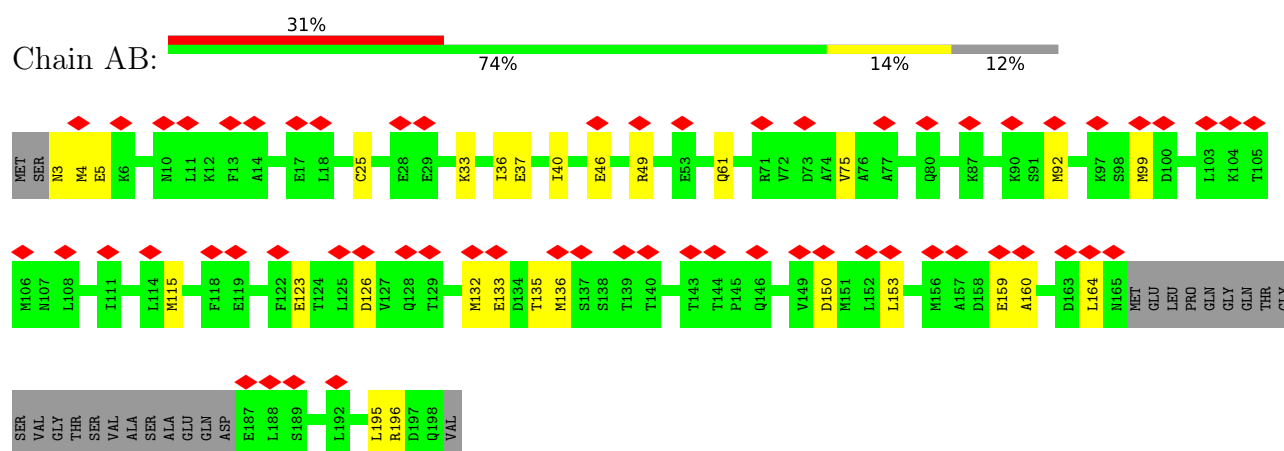 31%
Chain AB:
74% 14% 12%
MET SER N3 M4 E5 K6 N10 L11 K12 F13 A14 E17 L18 C25 E28 E29 K33 I36 E37 I40 E46 R49 E53 Q61 R71 V72 D73 A74 V75 A76 A77 Q80 K87 K90 S91 M92 K97 S98 M99 D100 L103 K104 T105
M106 N107 L108 I111 L114 M115 F118 E119 F122 E123 T124 L125 D126 V127 Q128 T129 M132 E133 D134 T135 M136 S137 S138 T139 T140 T143 T144 P145 Q146 V149 D150 M151 L152 L153 M156 A157 D158 E159 A160 D163 L164 N165 MET GLU LEU PRO GLN GLY GLN THR GLY
SER VAL GLY THR SER VAL ALA SER ALA GLU GLN ASP E187 L188 S189 L192 L195 R196 D197 Q198 VAL